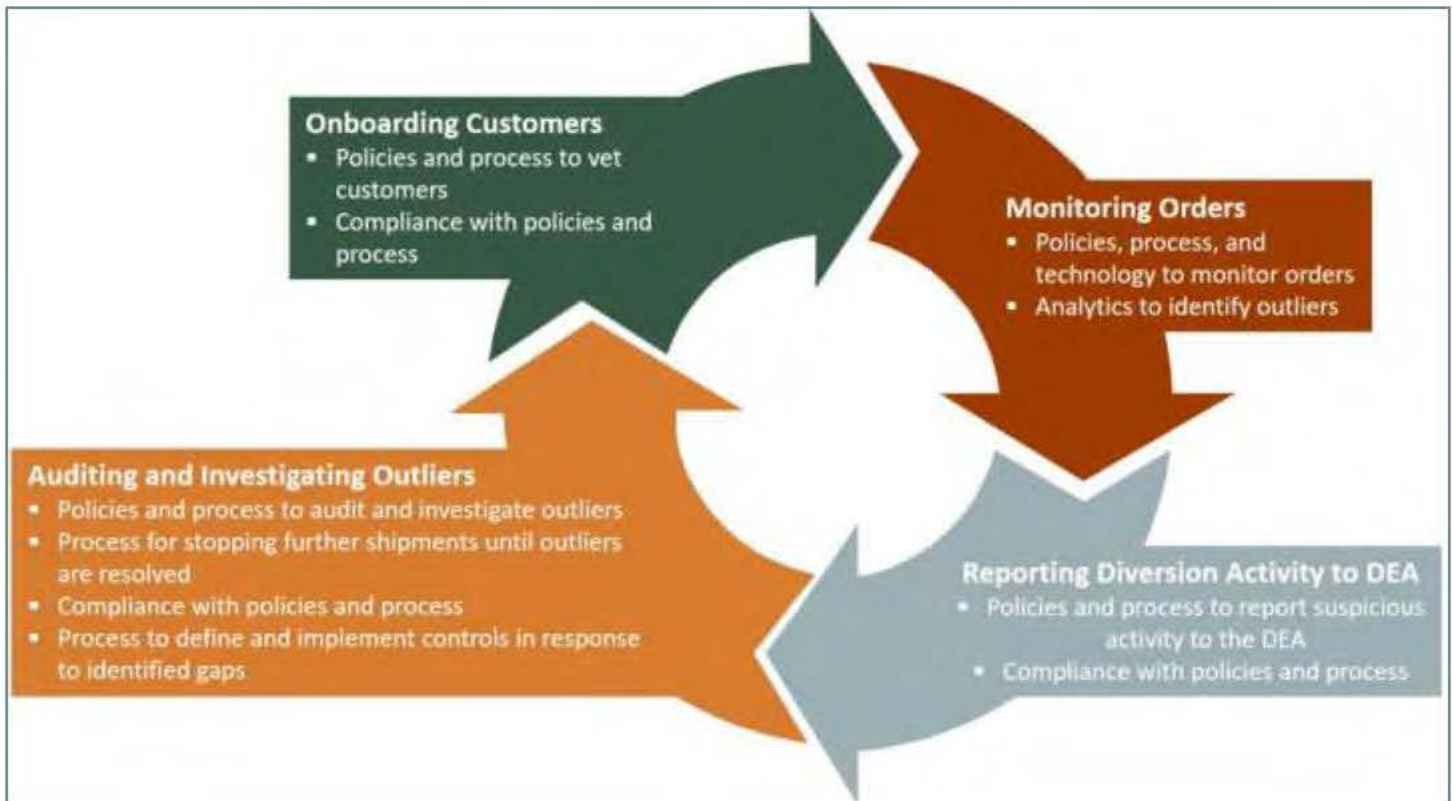 Onboarding Customers
▪ Policies and process to vet
customers
▪ Compliance with policies and
process
Monitoring Orders
▪ Policies, process, and
technology to monitor orders
▪ Analytics to identify outliers
Auditing and Investigating Outliers
▪ Policies and process to audit and investigate outliers
▪ Process for stopping further shipments until outliers
are resolved
▪ Compliance with policies and process
▪ Process to define and implement controls in response
to identified gaps
Reporting Diversion Activity to DEA
▪ Policies and process to report suspicious
activity to the DEA
▪ Compliance with policies and process